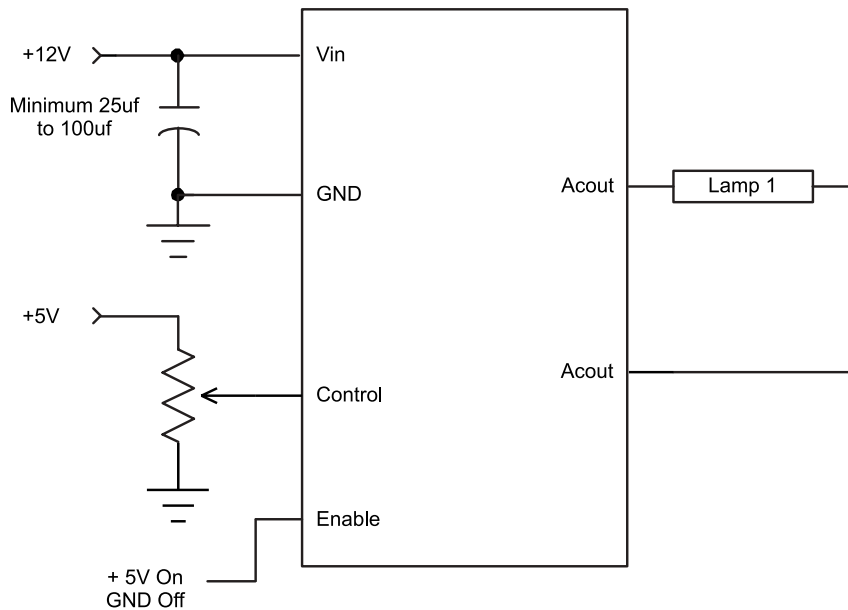 +12V
Vin
Minimum 25uf
to 100uf
GND
Acout
Lamp 1
+5V
Acout
Control
Enable
+ 5V On
GND Off